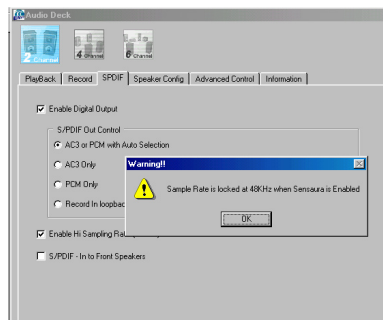 Audio Deck
2 Channel
4 Channel
6 Channel
PlayBack
Record
SPDIF
Speaker Config
Advanced Control
Information
Enable Digital Output
S/PDIF Out Control
AC3 or PCM with Auto Selection
AC3 Only
PCM Only
Record In loopbac
Warning!!
Sample Rate is locked at 48KHz when Sensaura is Enabled
OK
Enable Hi Sampling Rat
S/PDIF - In to Front Speakers